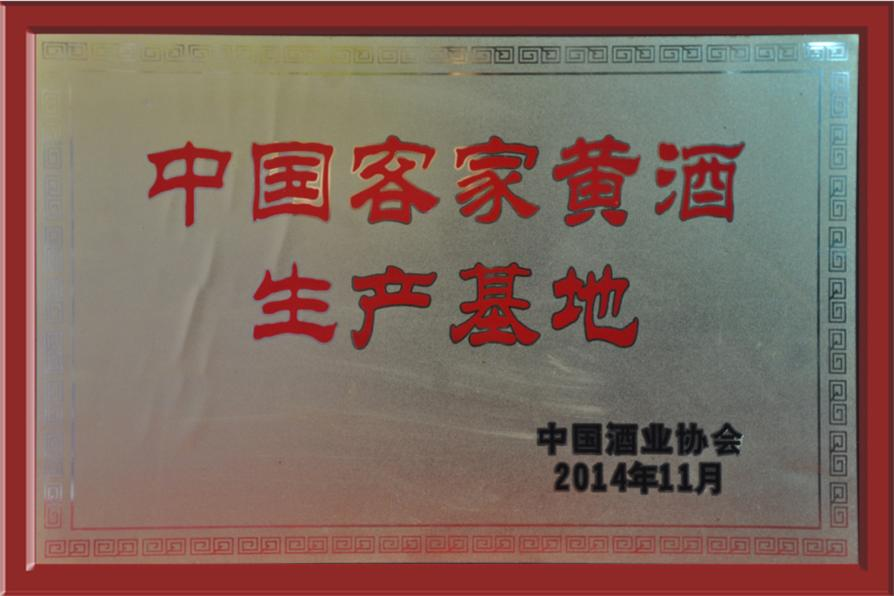 中国客家黄酒
生产基地
中国酒业协会
2014年11月